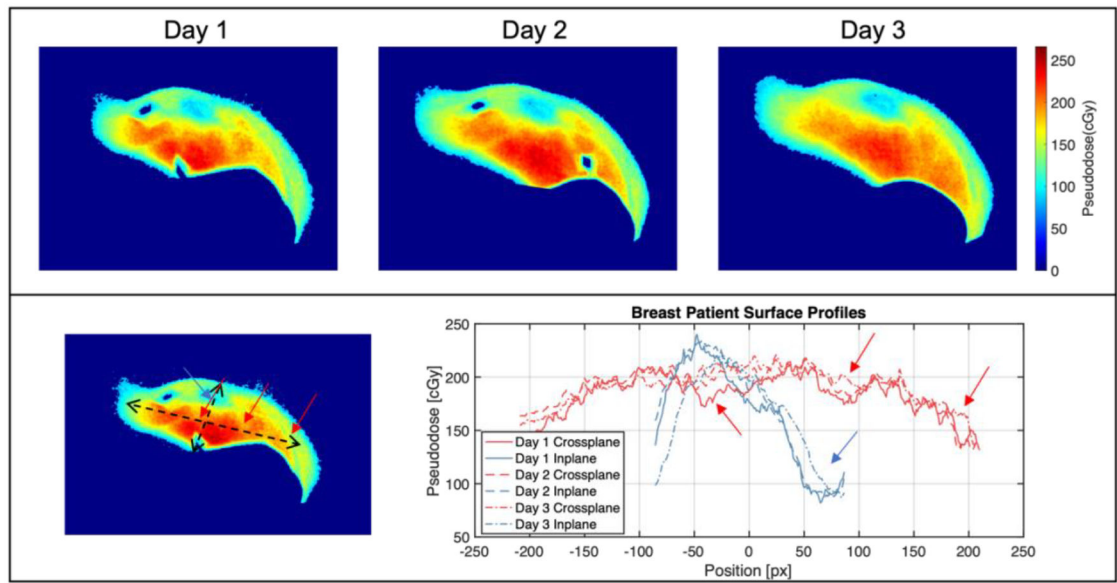 Day 1
Day 2
Day 3
250
200
150
100
50
0
Pseudodose(cGy)
Breast Patient Surface Profiles
250
200
150
100
50
Pseudodose [cGy]
Day 1 Crossplane
Day 1 Inplane
Day 2 Crossplane
Day 2 Inplane
Day 3 Crossplane
Day 3 Inplane
-250 -200 -150 -100 -50 0 50 100 150 200 250
Position [px]